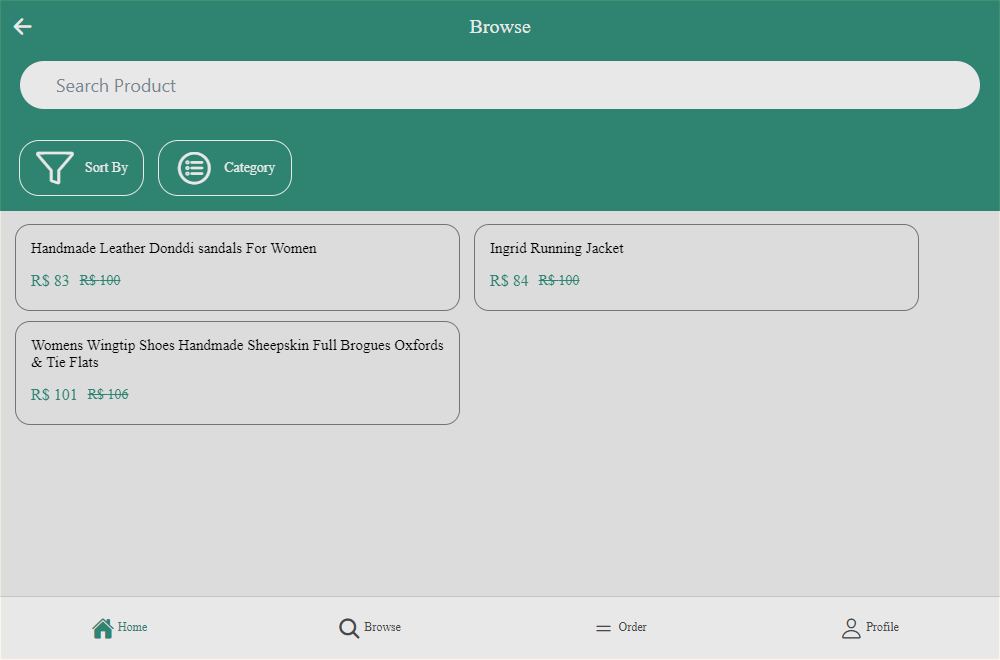 Browse
Search Product
Sort By
Category
Handmade Leather Donddi sandals For Women
R$ 83 R$ 100
Ingrid Running Jacket
R$ 84 R$ 100
Womens Wingtip Shoes Handmade Sheepskin Full Brogues Oxfords
& Tie Flats
R$ 101 R$ 106
Home
Browse
Order
Profile